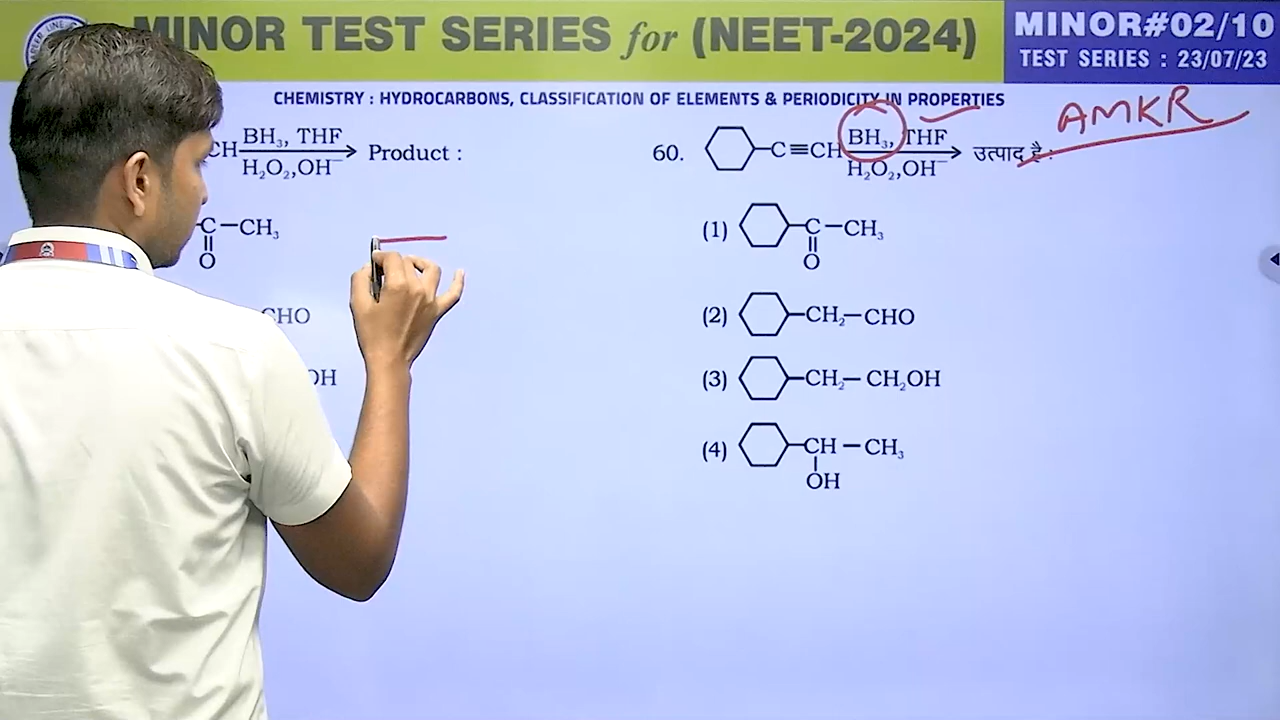 MINOR TEST SERIES for (NEET-2024)
MINOR#02/10
TEST SERIES : 23/07/23
CHEMISTRY : HYDROCARBONS, CLASSIFICATION OF ELEMENTS & PERIODICITY IN PROPERTIES
AMKR
CH BH₃, THF Product :
H₂O₂,OH⁻
C—CH₃
O
CHO
OH
60. C≡CH BH₃, THF उत्पाद है :
H₂O₂,OH⁻
(1) C—CH₃
O
(2) CH₂—CHO
(3) CH₂—CH₂OH
(4) CH—CH₃
OH